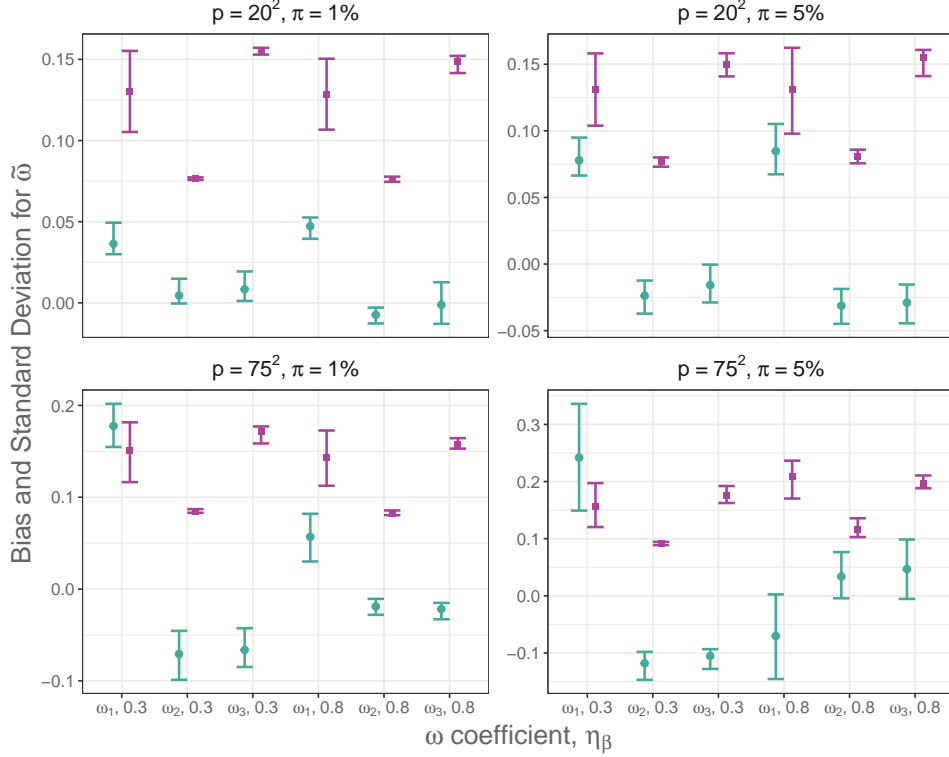 p = 20², π = 1%
p = 20², π = 5%
0.15
0.10
0.05
0.00
0.15
0.10
0.05
0.00
−0.05
p = 75², π = 1%
p = 75², π = 5%
0.2
0.1
0.0
−0.1
0.3
0.2
0.1
0.0
−0.1
Bias and Standard Deviation for ω̃
ω₁, 0.3 ω₂, 0.3 ω₃, 0.3 ω₁, 0.8 ω₂, 0.8 ω₃, 0.8
ω₁, 0.3 ω₂, 0.3 ω₃, 0.3 ω₁, 0.8 ω₂, 0.8 ω₃, 0.8
ω coefficient, ηᵦ